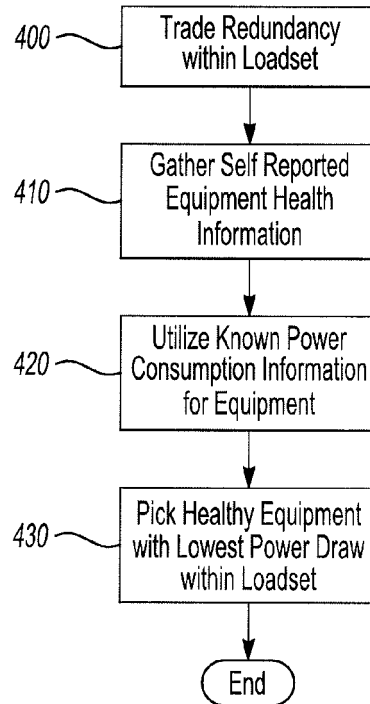 400
Trade Redundancy
within Loadset
410
Gather Self Reported
Equipment Health
Information
420
Utilize Known Power
Consumption Information
for Equipment
430
Pick Healthy Equipment
with Lowest Power Draw
within Loadset
End